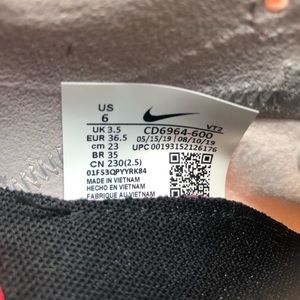 US
6
UK 3.5
EUR 36.5
cm 23
BR 35
CN 230(2.5)
VT2
CD6964-600
05/15/19 08/10/19
UPC 00193152126176
01F53QPYYRK84
MADE IN VIETNAM
HECHO EN VIETNAM
FABRIQUE AU VIETNAM